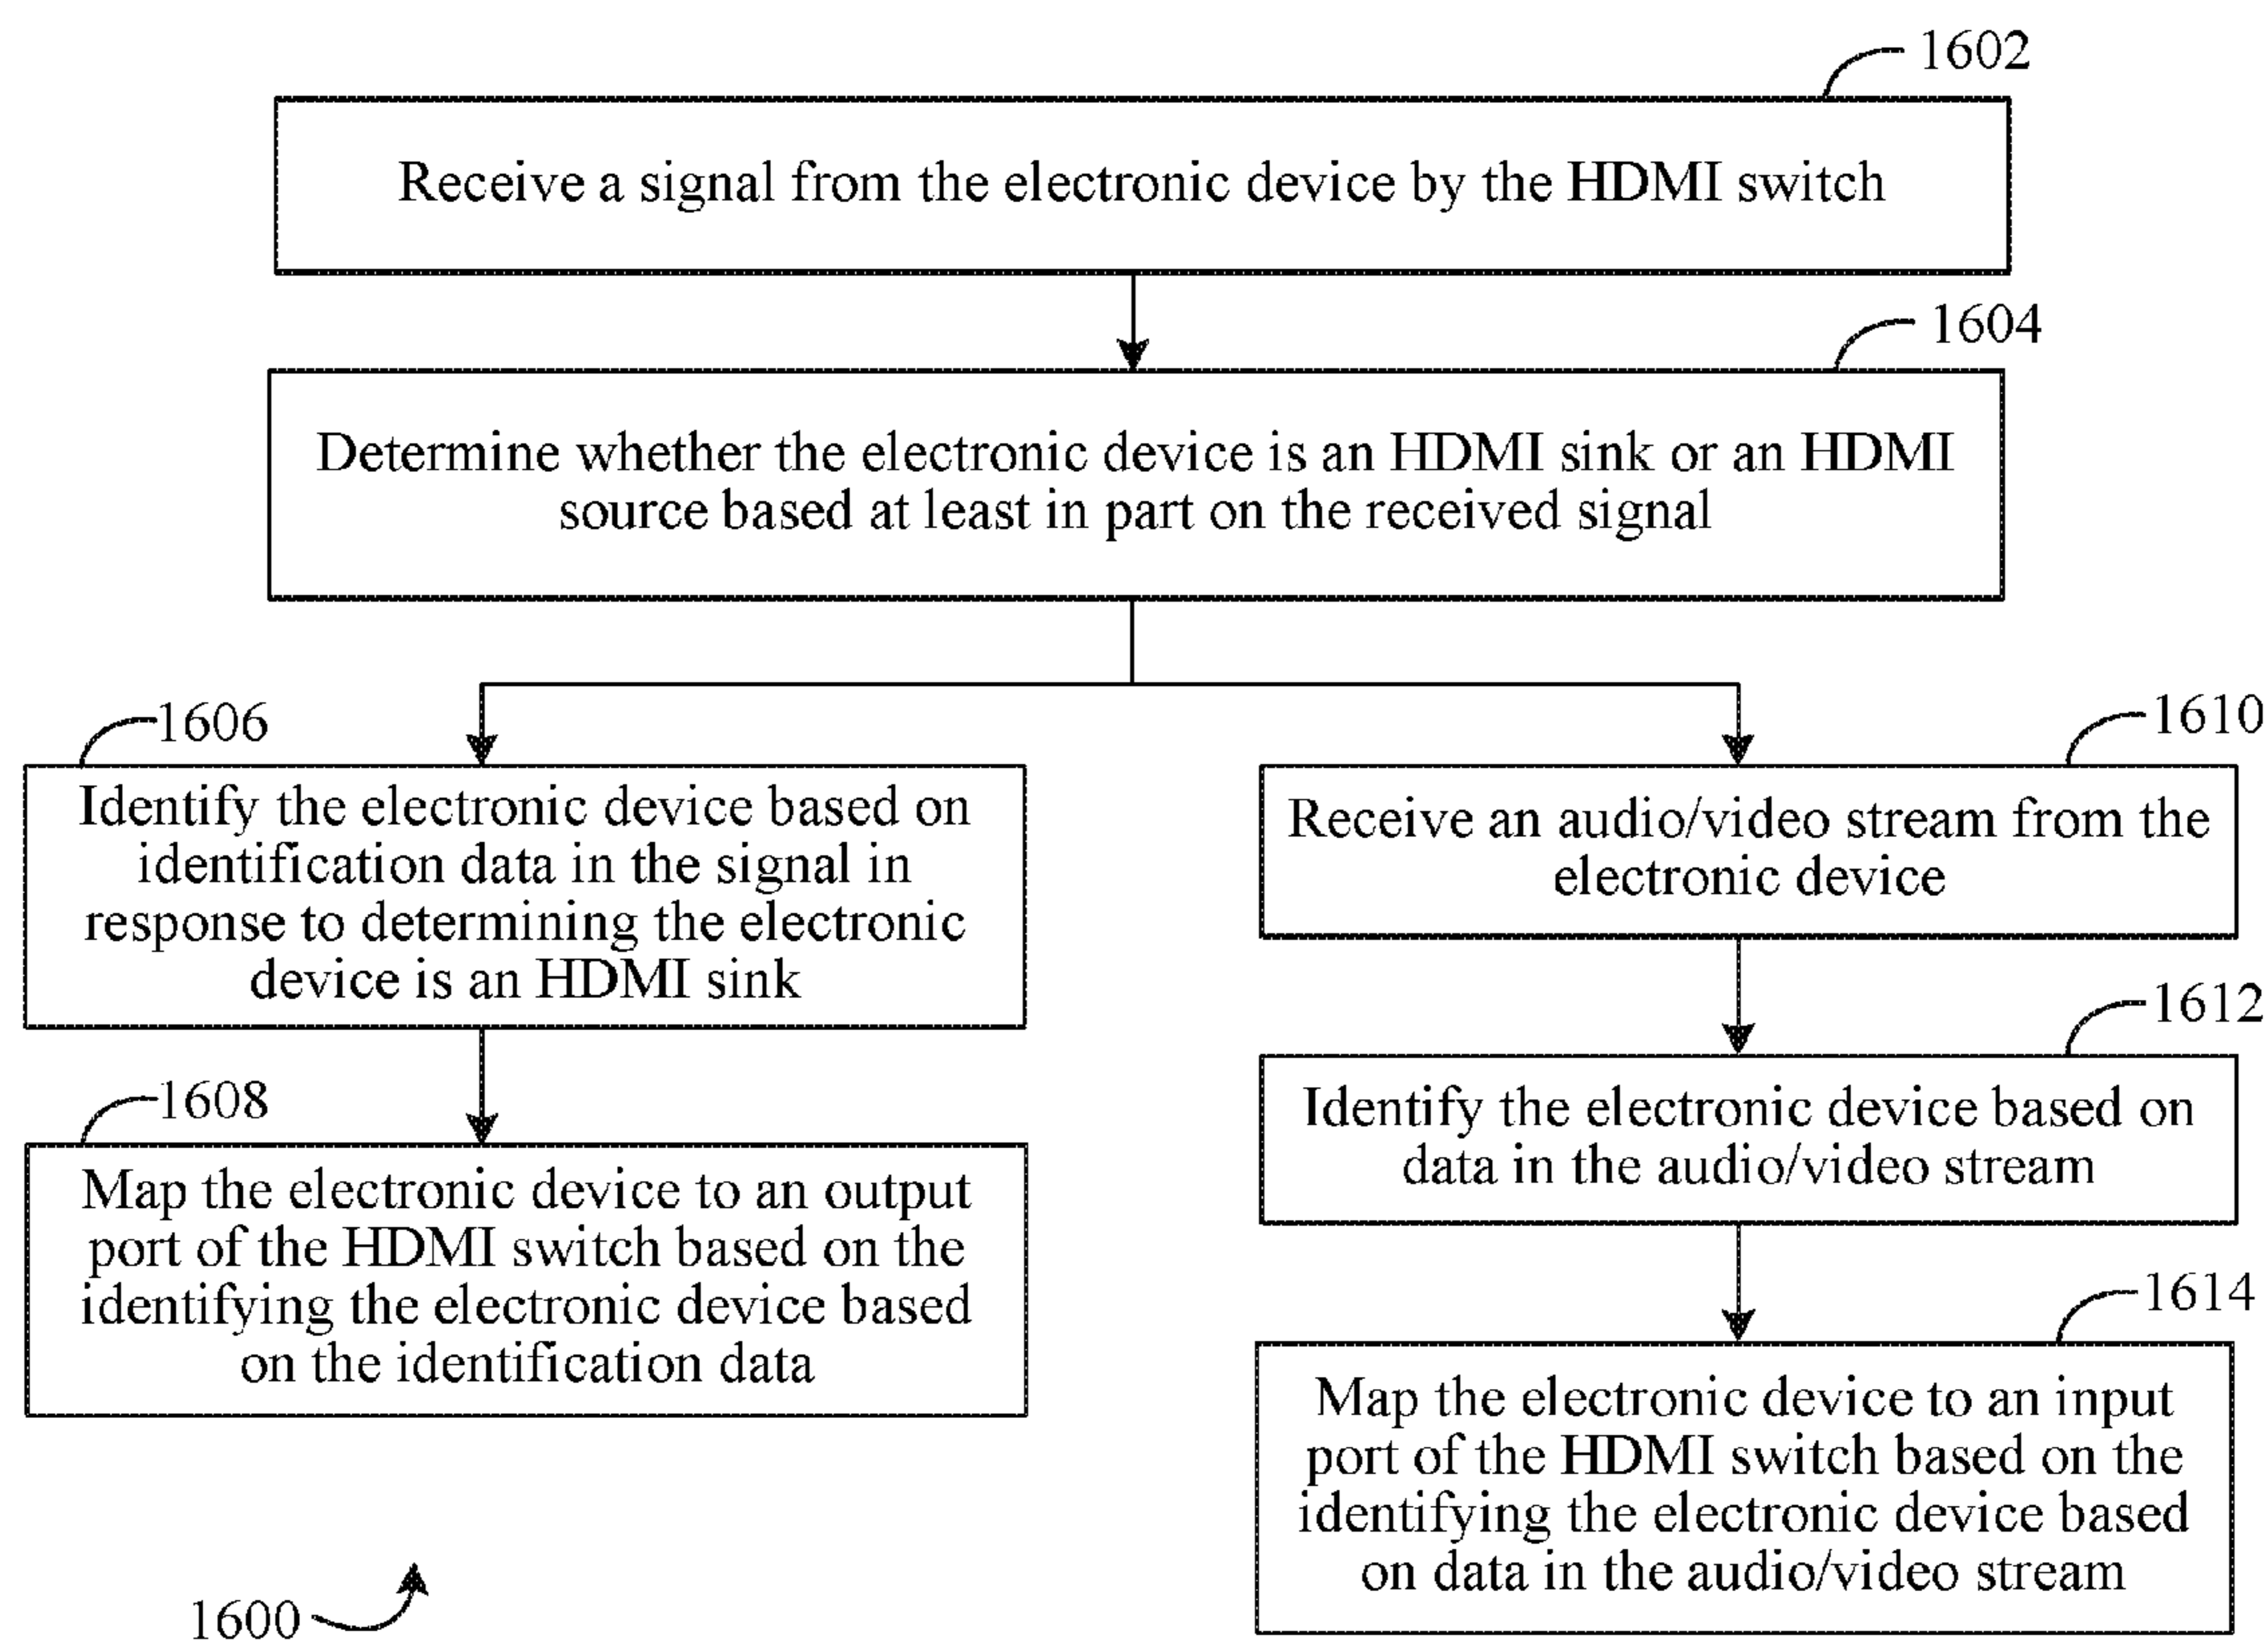 1602
Receive a signal from the electronic device by the HDMI switch
1604
Determine whether the electronic device is an HDMI sink or an HDMI
source based at least in part on the received signal
1606
Identify the electronic device based on
identification data in the signal in
response to determining the electronic
device is an HDMI sink
1608
Map the electronic device to an output
port of the HDMI switch based on the
identifying the electronic device based
on the identification data
1610
Receive an audio/video stream from the
electronic device
1612
Identify the electronic device based on
data in the audio/video stream
1614
Map the electronic device to an input
port of the HDMI switch based on the
identifying the electronic device based
on data in the audio/video stream
1600